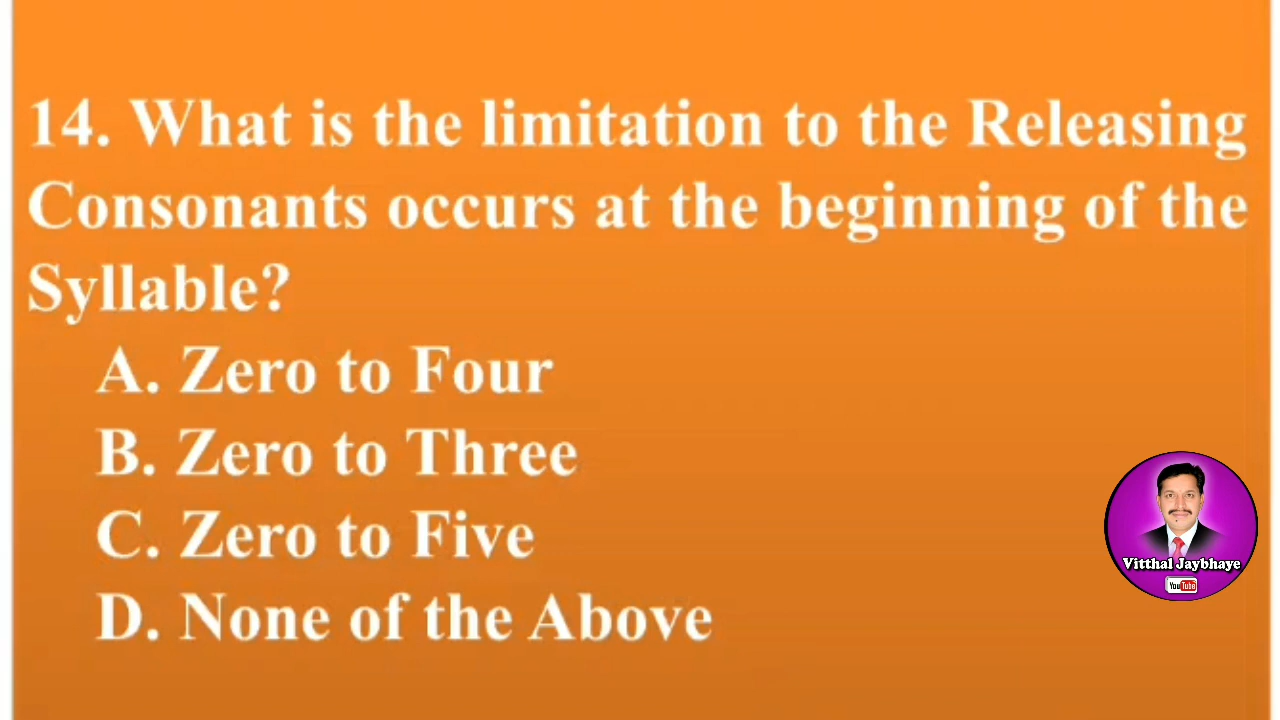 14. What is the limitation to the Releasing
Consonants occurs at the beginning of the
Syllable?
A. Zero to Four
B. Zero to Three
C. Zero to Five
D. None of the Above
Vitthal Jaybhaye
YouTube